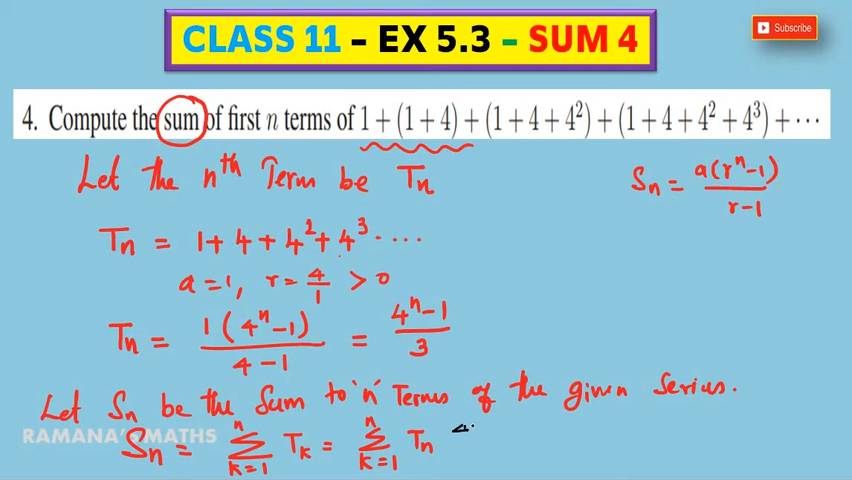 CLASS 11 – EX 5.3 – SUM 4
Subscribe
4. Compute the sum of first n terms of 1 + (1 + 4) + (1 + 4 + 4²) + (1 + 4 + 4² + 4³) + ⋯
Let the nth Term be Tn
Sn = a(rⁿ-1) / r-1
Tn = 1 + 4 + 4² + 4³ ....
a = 1, r = 4/1 > 0
Tn = 1(4ⁿ-1) / 4-1 = 4ⁿ-1 / 3
Let Sn be the Sum to 'n' Terms of the given Series.
RAMANA'S MATHS
Sn = n Σ k=1 Tk = n Σ k=1 Tn